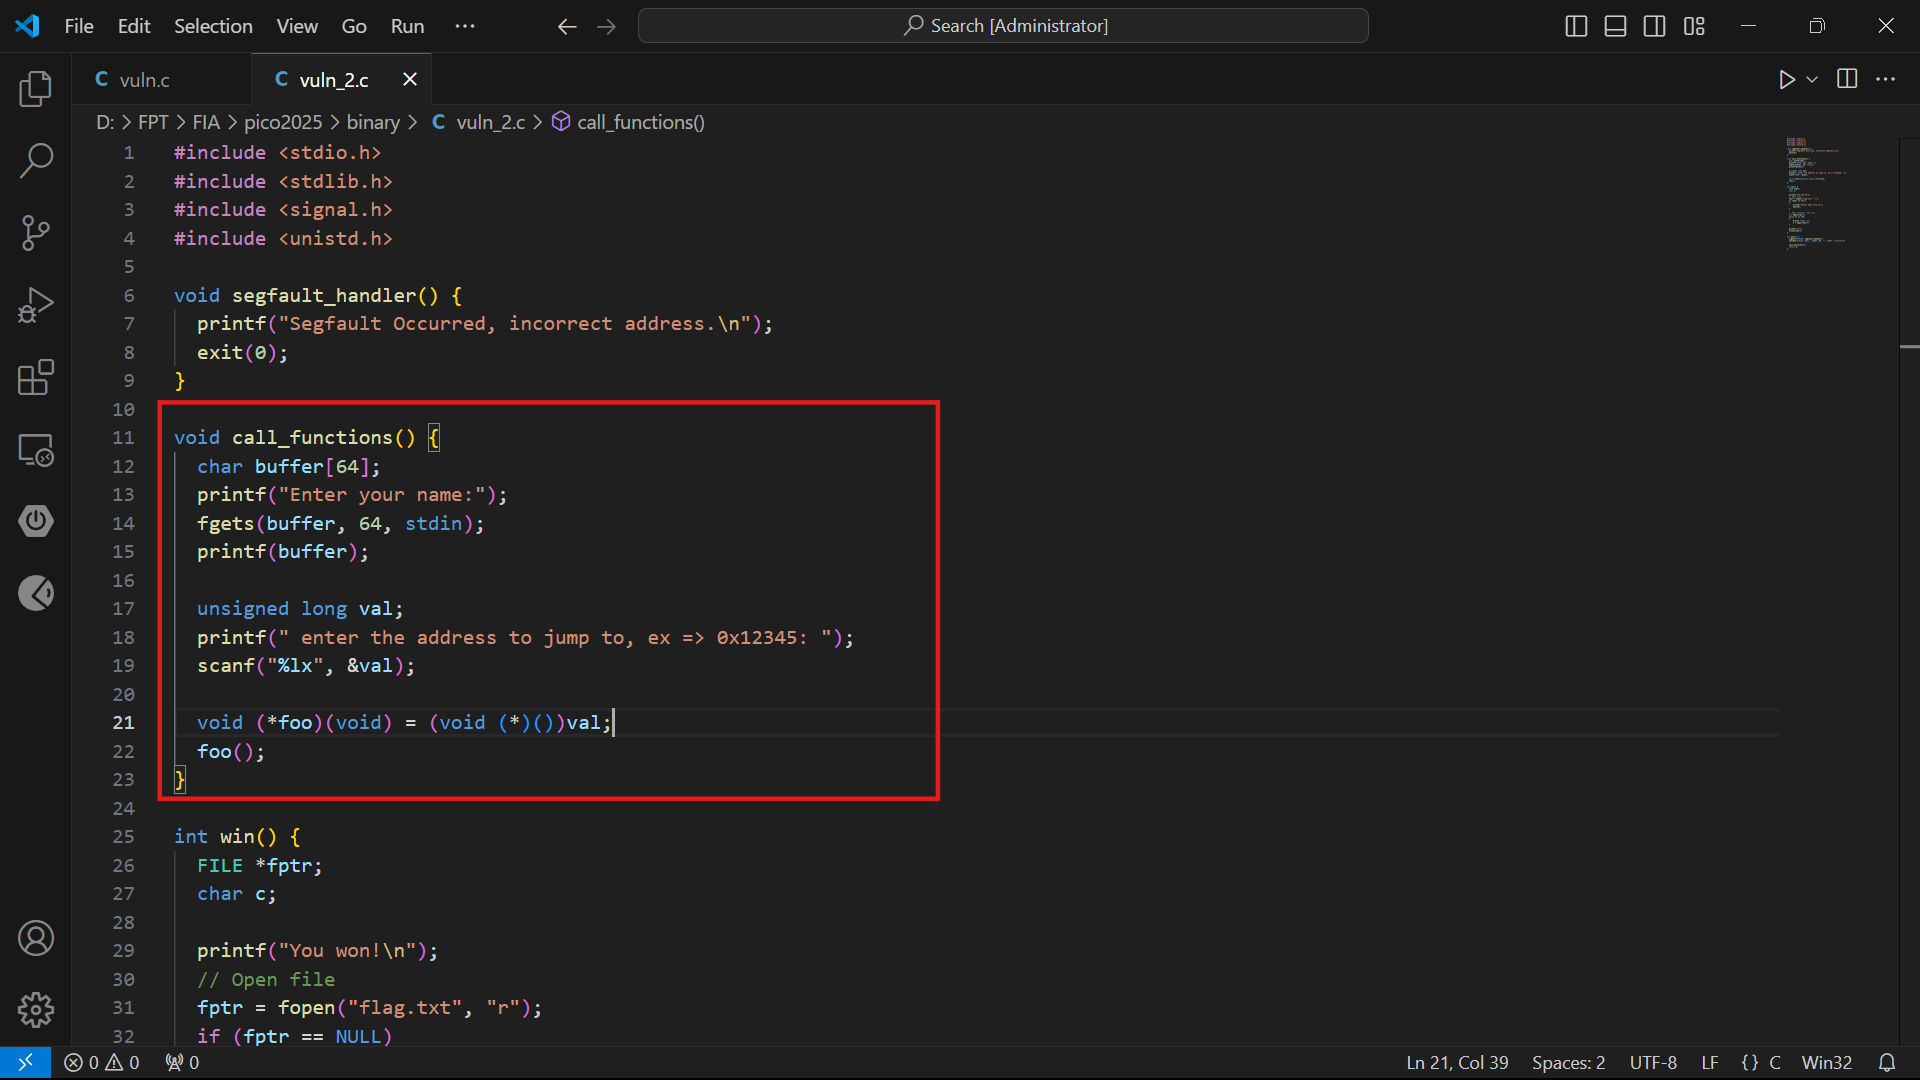 File Edit Selection View Go Run ··· Search [Administrator]
C vuln.c C vuln_2.c
D: > FPT > FIA > pico2025 > binary > C vuln_2.c > call_functions()
1 #include <stdio.h>
2 #include <stdlib.h>
3 #include <signal.h>
4 #include <unistd.h>
5
6 void segfault_handler() {
7 printf("Segfault Occurred, incorrect address.\n");
8 exit(0);
9 }
10
11 void call_functions() {
12 char buffer[64];
13 printf("Enter your name:");
14 fgets(buffer, 64, stdin);
15 printf(buffer);
16
17 unsigned long val;
18 printf(" enter the address to jump to, ex => 0x12345: ");
19 scanf("%lx", &val);
20
21 void (*foo)(void) = (void (*)())val;
22 foo();
23 }
24
25 int win() {
26 FILE *fptr;
27 char c;
28
29 printf("You won!\n");
30 // Open file
31 fptr = fopen("flag.txt", "r");
32 if (fptr == NULL)
0 0 0 Ln 21, Col 39 Spaces: 2 UTF-8 LF {} C Win32